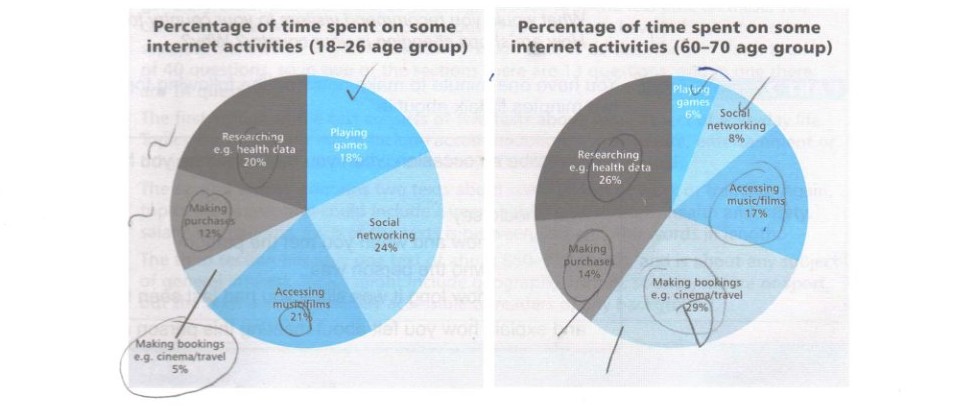 Percentage of time spent on some
internet activities (18–26 age group)
Playing
games
18%
Social
networking
24%
Accessing
music/films
21%
Making bookings
e.g. cinema/travel
5%
Making
purchases
12%
Researching
e.g. health data
20%
Percentage of time spent on some
internet activities (60–70 age group)
Playing
games
6%
Social
networking
8%
Accessing
music/films
17%
Making bookings
e.g. cinema/travel
29%
Making
purchases
14%
Researching
e.g. health data
26%